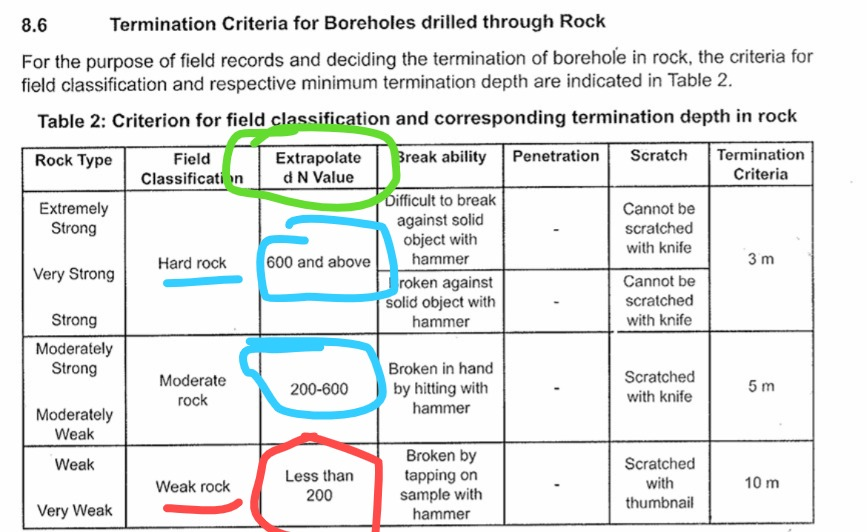 8.6 Termination Criteria for Boreholes drilled through Rock
For the purpose of field records and deciding the termination of borehole in rock, the criteria for
field classification and respective minimum termination depth are indicated in Table 2.
Table 2: Criterion for field classification and corresponding termination depth in rock
Rock Type
Field
Classification
Extrapolate
d N Value
Break ability
Penetration
Scratch
Termination
Criteria
Extremely
Strong
Very Strong
Strong
Hard rock
600 and above
Difficult to break
against solid
object with
hammer
-
Cannot be
scratched
with knife
3 m
Broken against
solid object with
hammer
-
Cannot be
scratched
with knife
Moderately
Strong
Moderately
Weak
Moderate
rock
200-600
Broken in hand
by hitting with
hammer
-
Scratched
with knife
5 m
Weak
Very Weak
Weak rock
Less than
200
Broken by
tapping on
sample with
hammer
-
Scratched
with
thumbnail
10 m